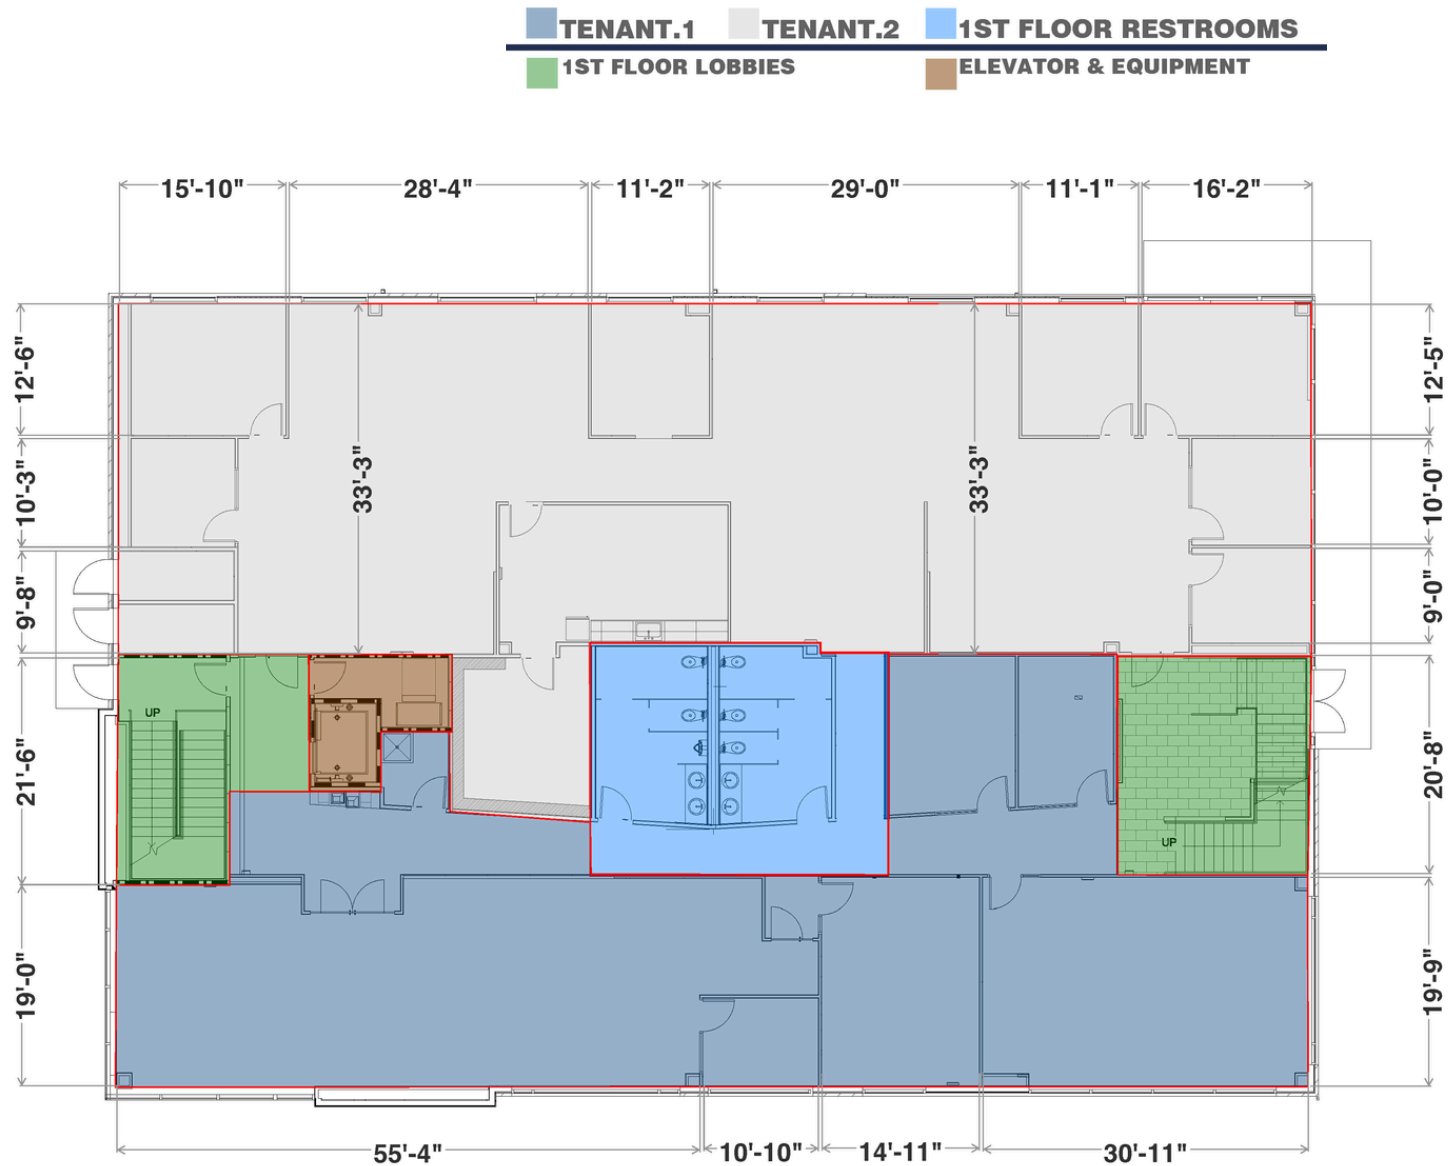 TENANT.1 TENANT.2 1ST FLOOR RESTROOMS
1ST FLOOR LOBBIES ELEVATOR & EQUIPMENT
15'-10" 28'-4" 11'-2" 29'-0" 11'-1" 16'-2"
12'-6" 12'-5"
33'-3" 33'-3"
10'-3" 10'-0"
9'-8" 9'-0"
UP
21'-6" 20'-8"
UP
19'-0" 19'-9"
55'-4" 10'-10" 14'-11" 30'-11"